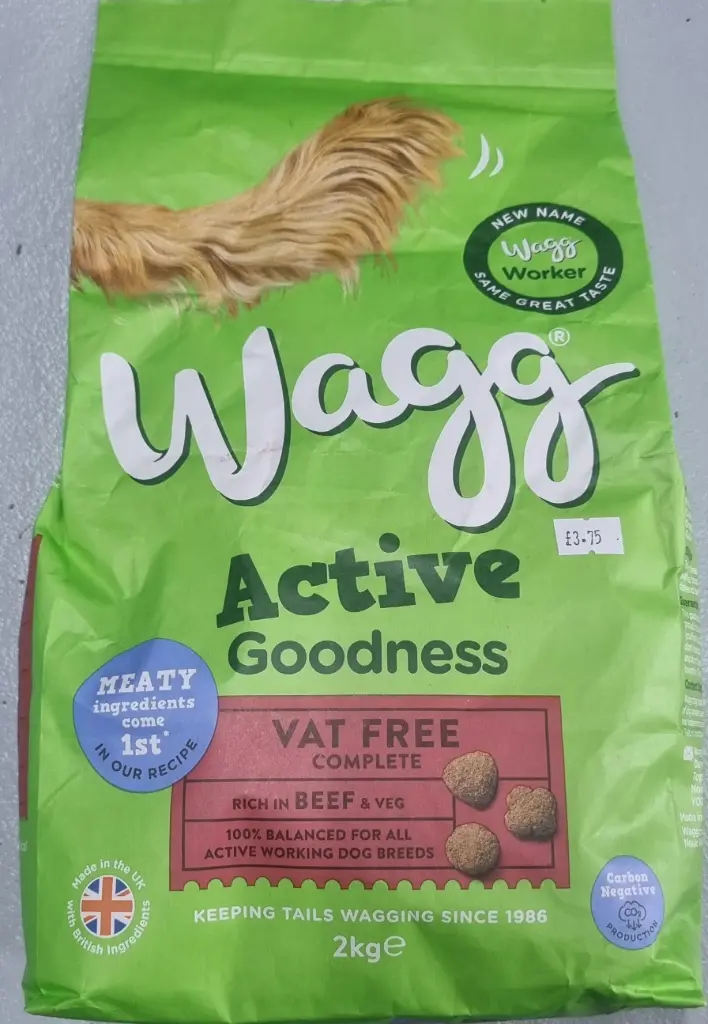 NEW NAME
Wagg
Worker
SAME GREAT TASTE
Wagg®
£3.75
Active
Goodness
MEATY
ingredients
come
1st*
IN OUR RECIPE
VAT FREE
COMPLETE
RICH IN BEEF & VEG
100% BALANCED FOR ALL
ACTIVE WORKING DOG BREEDS
Made in the UK
with British Ingredients
Carbon
Negative
CO2
PRODUCTION
KEEPING TAILS WAGGING SINCE 1986
2kg℮